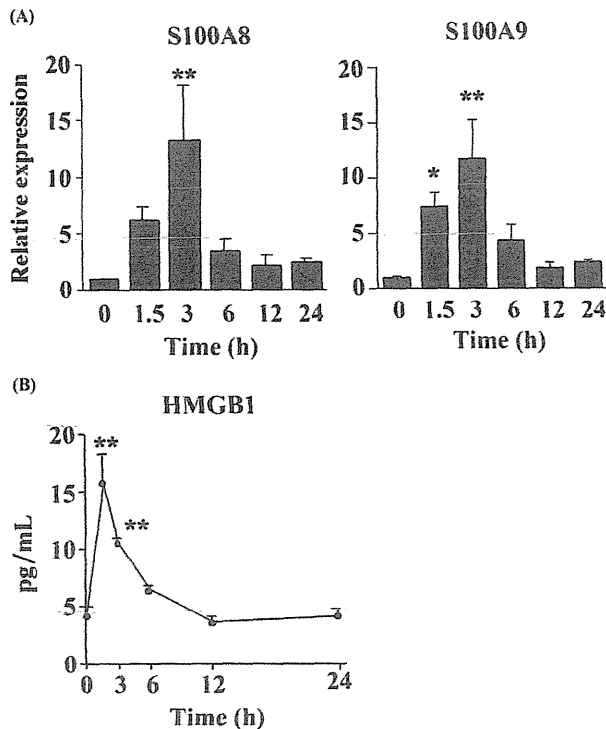 (A)
S100A8
S100A9
Relative expression
20
15
10
5
0
**
0 1.5 3 6 12 24
Time (h)
20
15
10
5
0
*
**
0 1.5 3 6 12 24
Time (h)
(B)
HMGB1
pg/mL
20
15
10
5
0
**
**
0 3 6 12 24
Time (h)